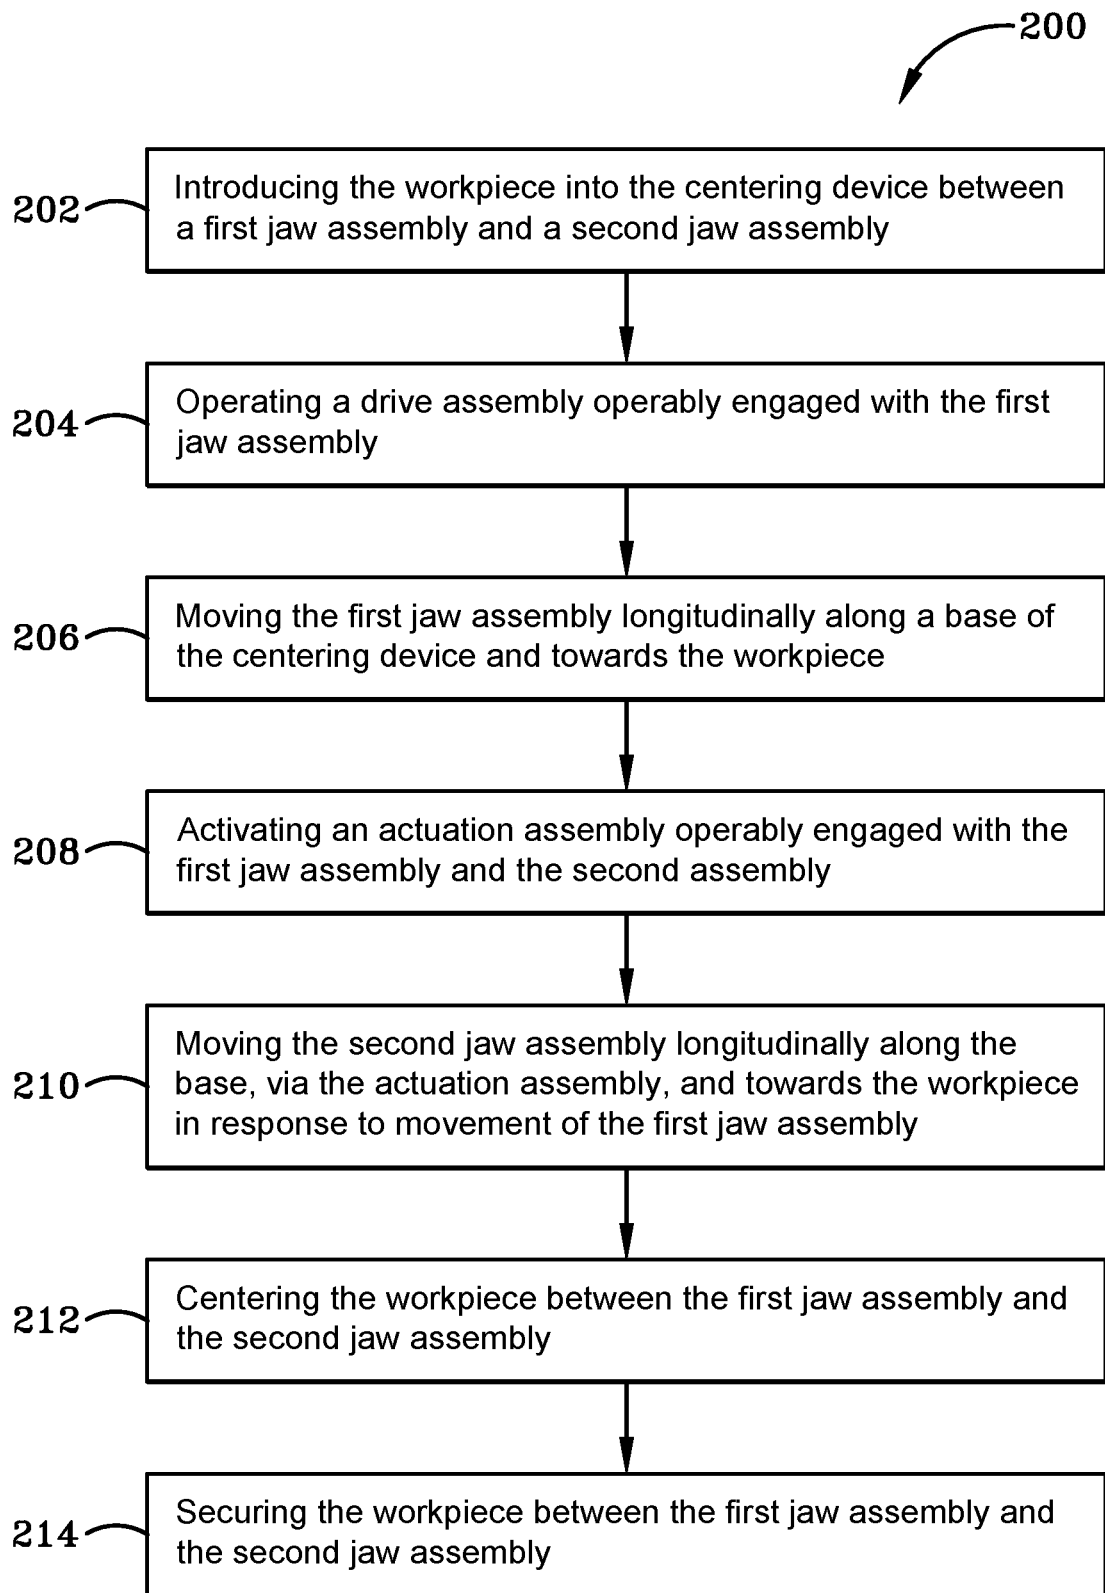 200
202
Introducing the workpiece into the centering device between
a first jaw assembly and a second jaw assembly
204
Operating a drive assembly operably engaged with the first
jaw assembly
206
Moving the first jaw assembly longitudinally along a base of
the centering device and towards the workpiece
208
Activating an actuation assembly operably engaged with the
first jaw assembly and the second assembly
210
Moving the second jaw assembly longitudinally along the
base, via the actuation assembly, and towards the workpiece
in response to movement of the first jaw assembly
212
Centering the workpiece between the first jaw assembly and
the second jaw assembly
214
Securing the workpiece between the first jaw assembly and
the second jaw assembly